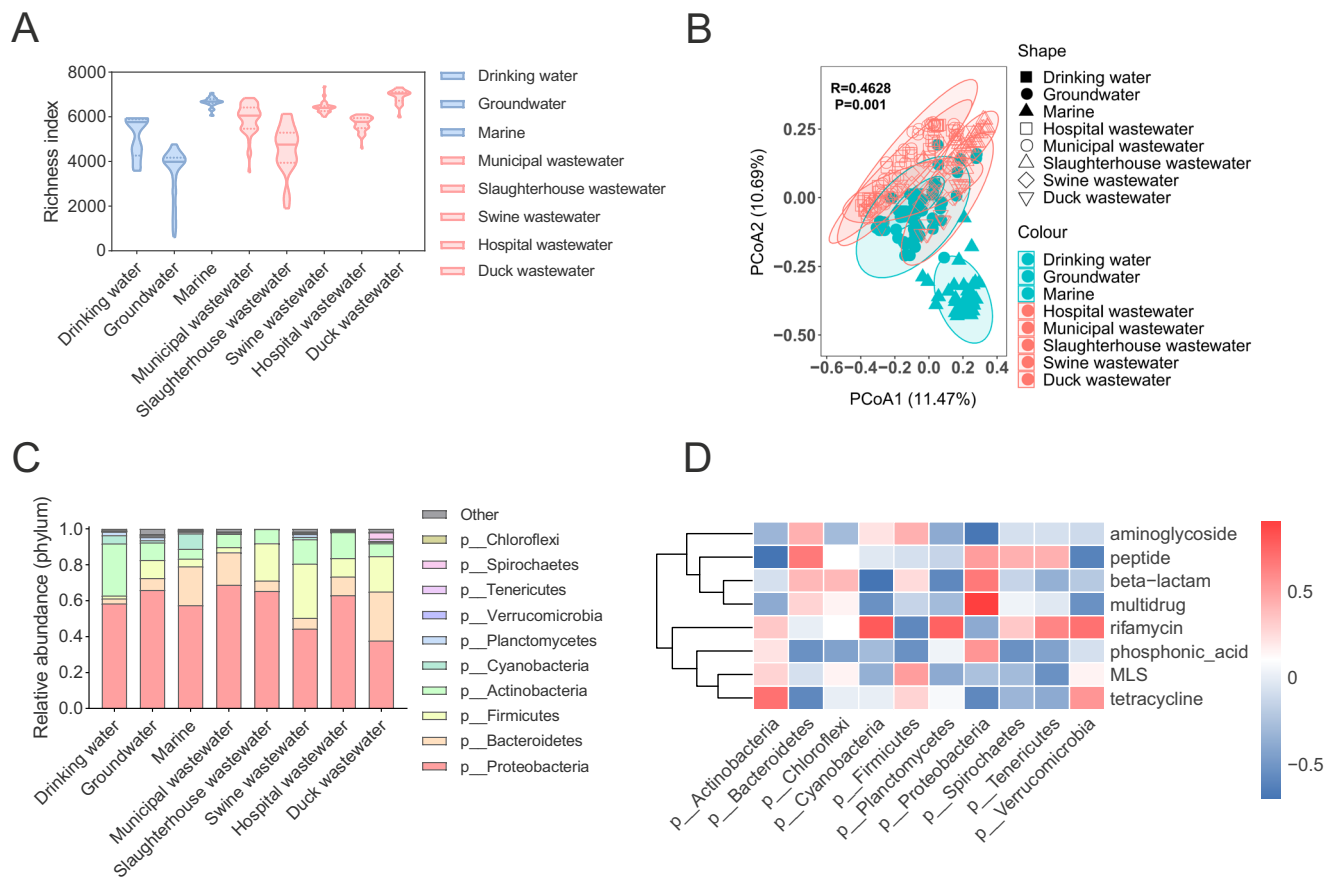 A
8000
6000
4000
2000
0
Richness index
Drinking water
Groundwater
Marine
Municipal wastewater
Slaughterhouse wastewater
Swine wastewater
Hospital wastewater
Duck wastewater
Drinking water
Groundwater
Marine
Municipal wastewater
Slaughterhouse wastewater
Swine wastewater
Hospital wastewater
Duck wastewater
B
R=0.4628
P=0.001
0.25
0.00
−0.25
−0.50
PCoA2 (10.69%)
−0.6
−0.4
−0.2
0.0
0.2
0.4
PCoA1 (11.47%)
Shape
Drinking water
Groundwater
Marine
Hospital wastewater
Municipal wastewater
Slaughterhouse wastewater
Swine wastewater
Duck wastewater
Colour
Drinking water
Groundwater
Marine
Hospital wastewater
Municipal wastewater
Slaughterhouse wastewater
Swine wastewater
Duck wastewater
C
1.0
0.8
0.6
0.4
0.2
0.0
Relative abundance (phylum)
Drinking water
Groundwater
Marine
Municipal wastewater
Slaughterhouse wastewater
Swine wastewater
Hospital wastewater
Duck wastewater
Other
p__Chloroflexi
p__Spirochaetes
p__Tenericutes
p__Verrucomicrobia
p__Planctomycetes
p__Cyanobacteria
p__Actinobacteria
p__Firmicutes
p__Bacteroidetes
p__Proteobacteria
D
aminoglycoside
peptide
beta−lactam
multidrug
rifamycin
phosphonic_acid
MLS
tetracycline
p__Actinobacteria
p__Bacteroidetes
p__Chloroflexi
p__Cyanobacteria
p__Firmicutes
p__Planctomycetes
p__Proteobacteria
p__Spirochaetes
p__Tenericutes
p__Verrucomicrobia
0.5
0
−0.5